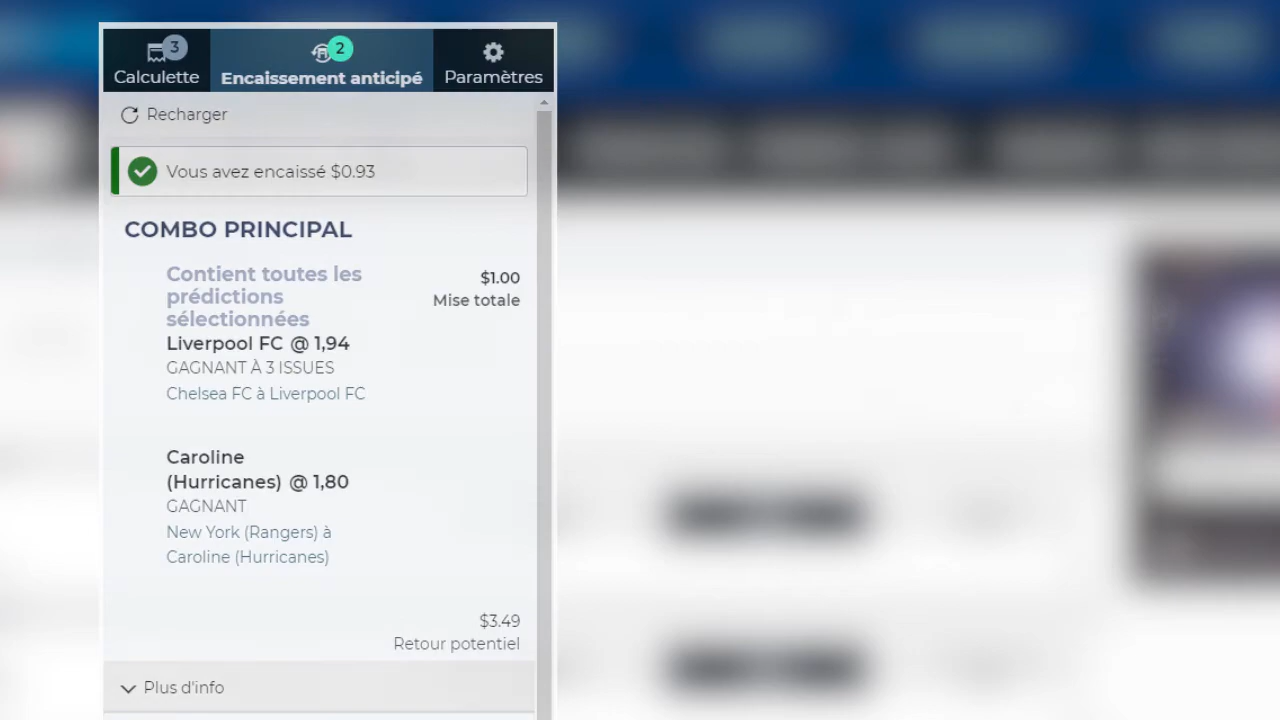 3
Calculette
2
Encaissement anticipé
Paramètres
Recharger
Vous avez encaissé $0.93
COMBO PRINCIPAL
Contient toutes les
prédictions
sélectionnées
$1.00
Mise totale
Liverpool FC @ 1,94
GAGNANT À 3 ISSUES
Chelsea FC à Liverpool FC
Caroline
(Hurricanes) @ 1,80
GAGNANT
New York (Rangers) à
Caroline (Hurricanes)
$3.49
Retour potentiel
Plus d'info